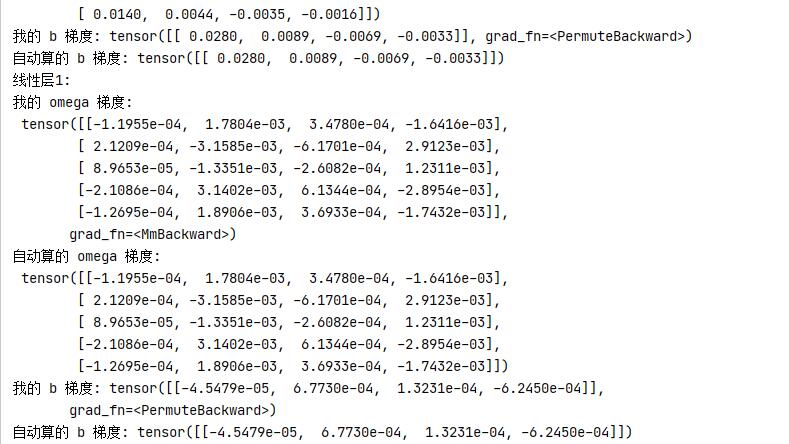 [ 0.0140,  0.0044, -0.0035, -0.0016]])
我的 b 梯度: tensor([[ 0.0280,  0.0089, -0.0069, -0.0033]], grad_fn=<PermuteBackward>)
自动算的 b 梯度: tensor([[ 0.0280,  0.0089, -0.0069, -0.0033]])
线性层1:
我的 omega 梯度:
tensor([[-1.1955e-04,  1.7804e-03,  3.4780e-04, -1.6416e-03],
[ 2.1209e-04, -3.1585e-03, -6.1701e-04,  2.9123e-03],
[ 8.9653e-05, -1.3351e-03, -2.6082e-04,  1.2311e-03],
[-2.1086e-04,  3.1402e-03,  6.1344e-04, -2.8954e-03],
[-1.2695e-04,  1.8906e-03,  3.6933e-04, -1.7432e-03]],
grad_fn=<MmBackward>)
自动算的 omega 梯度:
tensor([[-1.1955e-04,  1.7804e-03,  3.4780e-04, -1.6416e-03],
[ 2.1209e-04, -3.1585e-03, -6.1701e-04,  2.9123e-03],
[ 8.9653e-05, -1.3351e-03, -2.6082e-04,  1.2311e-03],
[-2.1086e-04,  3.1402e-03,  6.1344e-04, -2.8954e-03],
[-1.2695e-04,  1.8906e-03,  3.6933e-04, -1.7432e-03]])
我的 b 梯度: tensor([[-4.5479e-05,  6.7730e-04,  1.3231e-04, -6.2450e-04]],
grad_fn=<PermuteBackward>)
自动算的 b 梯度: tensor([[-4.5479e-05,  6.7730e-04,  1.3231e-04, -6.2450e-04]])